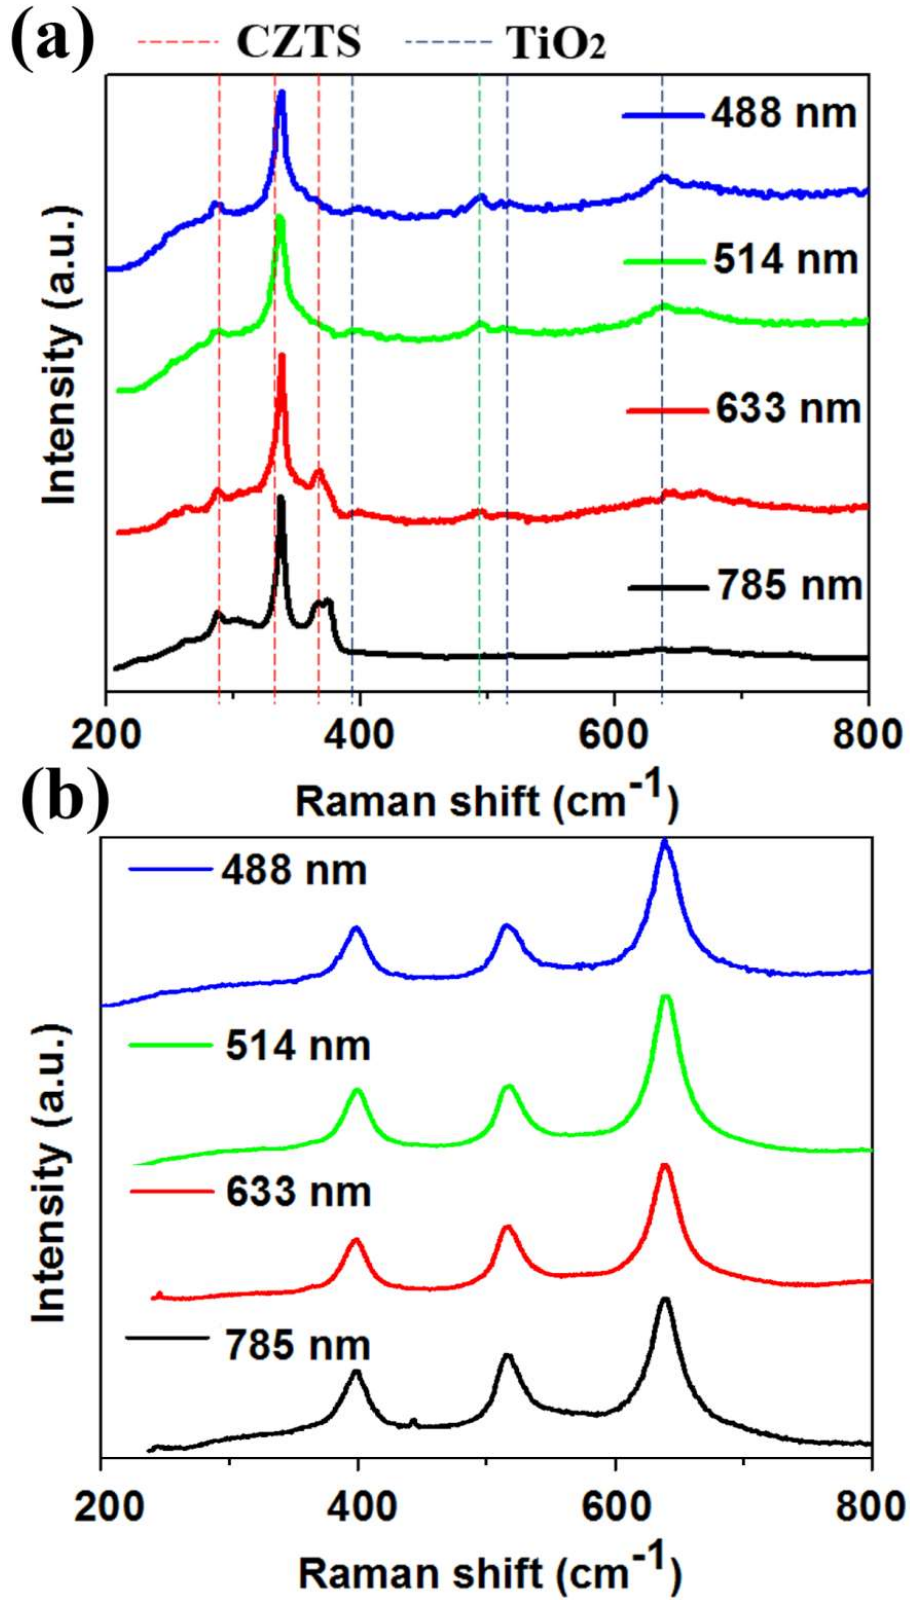 (a)
CZTS TiO2
488 nm
514 nm
633 nm
785 nm
Intensity (a.u.)
200 400 600 800
Raman shift (cm-1)
(b)
488 nm
514 nm
633 nm
785 nm
Intensity (a.u.)
200 400 600 800
Raman shift (cm-1)